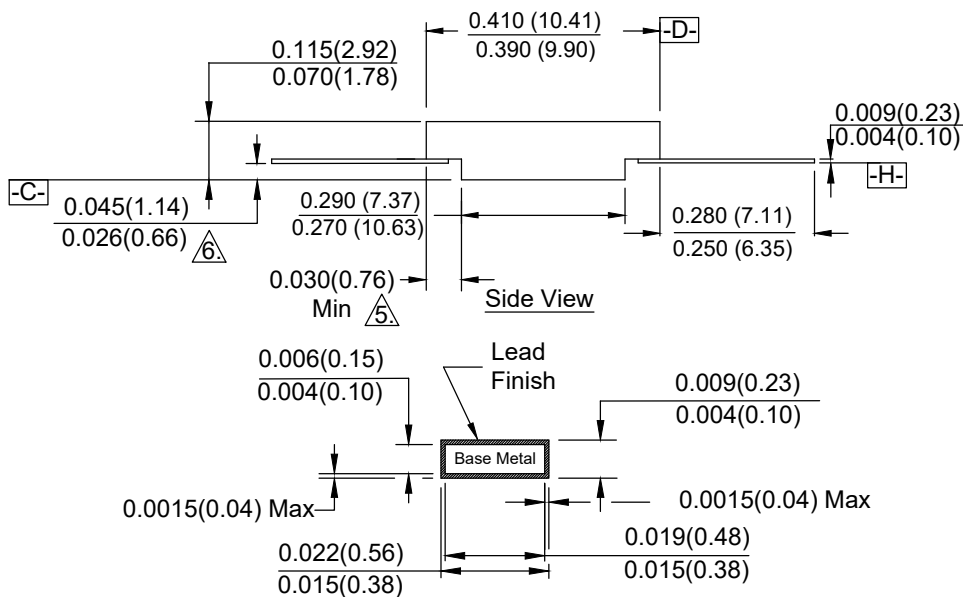 0.410 (10.41)
0.390 (9.90)
-D-
0.115(2.92)
0.070(1.78)
0.009(0.23)
0.004(0.10)
-H-
-C-
0.045(1.14)
0.026(0.66)
6.
0.290 (7.37)
0.270 (10.63)
0.280 (7.11)
0.250 (6.35)
0.030(0.76)
Min
5.
Side View
0.006(0.15)
0.004(0.10)
Lead
Finish
0.009(0.23)
0.004(0.10)
Base Metal
0.0015(0.04) Max
0.0015(0.04) Max
0.022(0.56)
0.015(0.38)
0.019(0.48)
0.015(0.38)